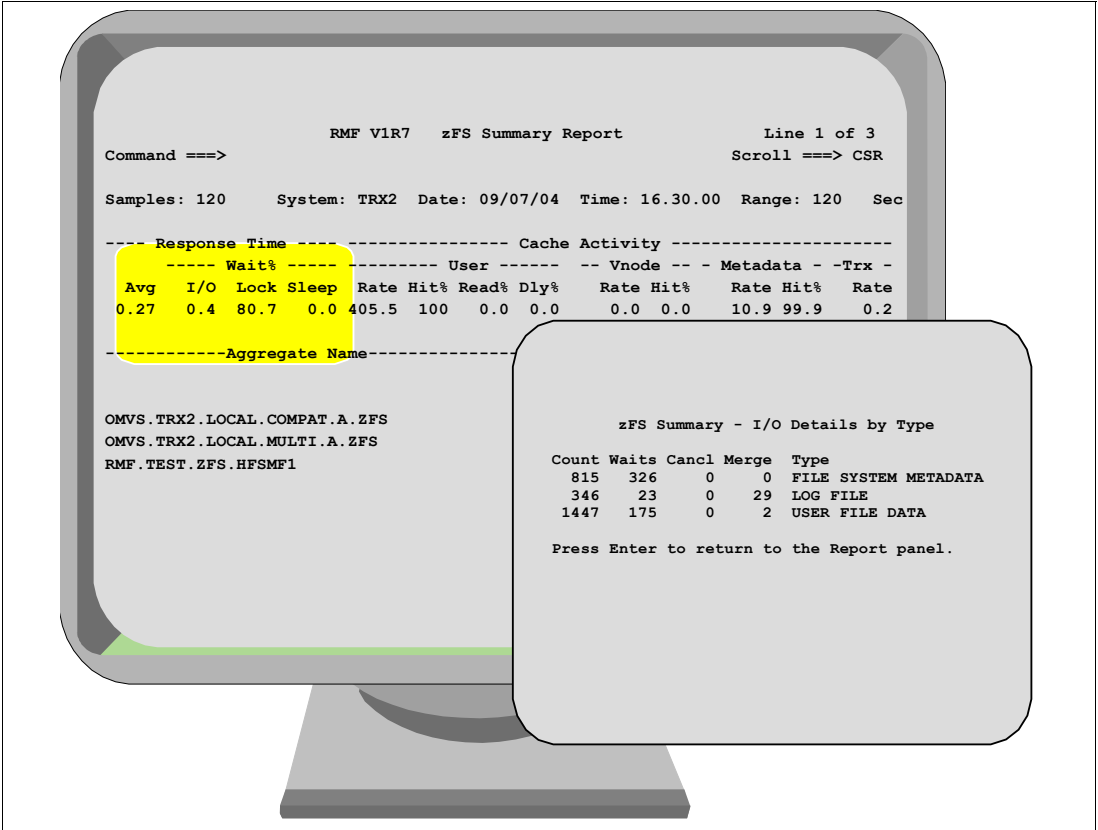 RMF V1R7 zFS Summary Report Line 1 of 3
Command ===> Scroll ===> CSR
Samples: 120 System: TRX2 Date: 09/07/04 Time: 16.30.00 Range: 120 Sec
---- Response Time ---- ---------------- Cache Activity ----------------------
----- Wait% ----- --------- User ------ -- Vnode -- - Metadata - -Trx -
Avg I/O Lock Sleep Rate Hit% Read% Dly% Rate Hit% Rate Hit% Rate
0.27 0.4 80.7 0.0 405.5 100 0.0 0.0 0.0 0.0 10.9 99.9 0.2
------------Aggregate Name---------------
OMVS.TRX2.LOCAL.COMPAT.A.ZFS
OMVS.TRX2.LOCAL.MULTI.A.ZFS
RMF.TEST.ZFS.HFSMF1
zFS Summary - I/O Details by Type
Count Waits Cancl Merge Type
815 326 0 0 FILE SYSTEM METADATA
346 23 0 29 LOG FILE
1447 175 0 2 USER FILE DATA
Press Enter to return to the Report panel.